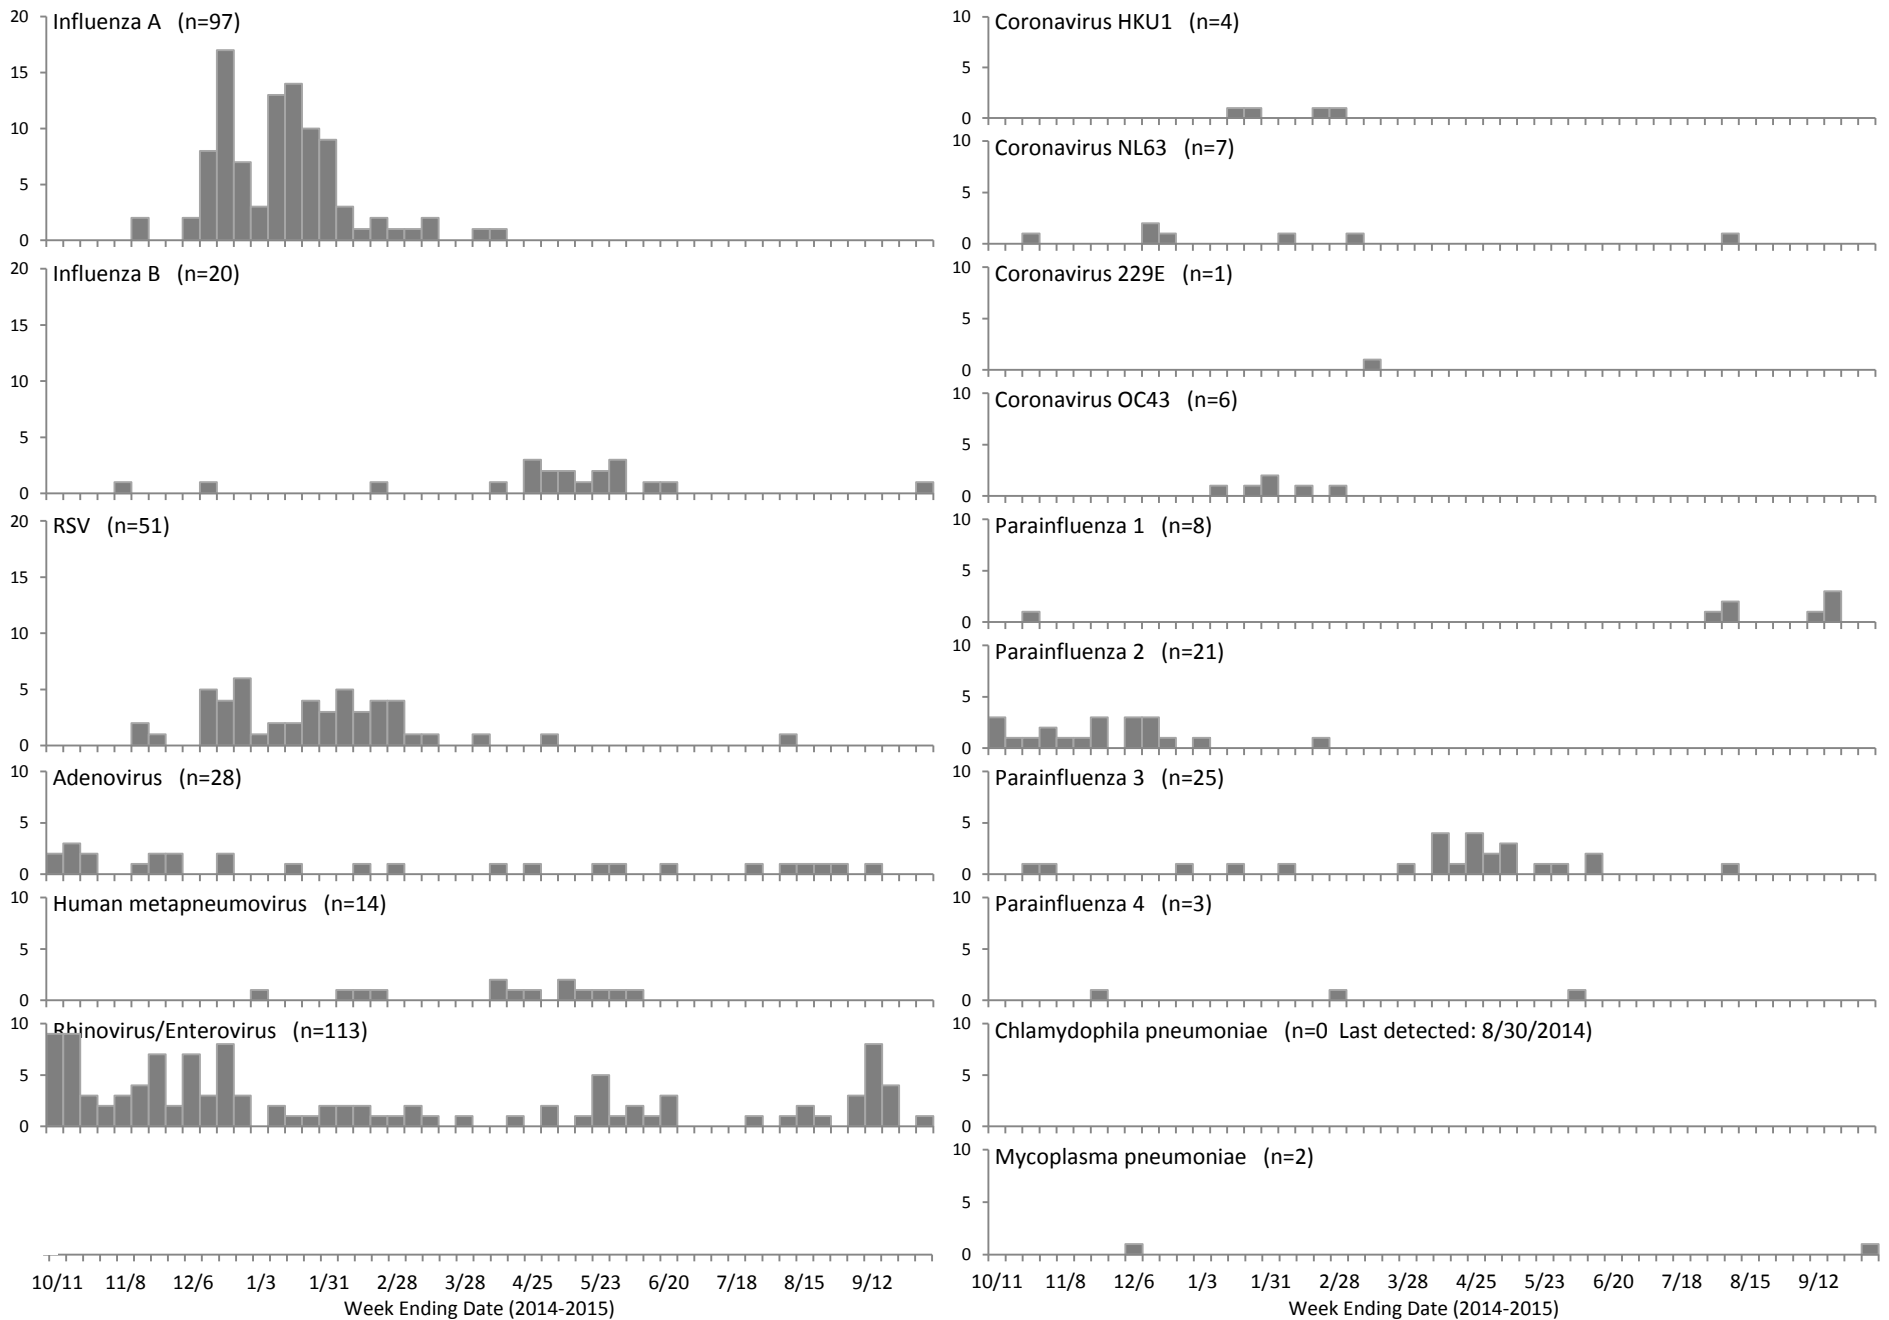 Influenza A (n=97)
20
15
10
5
0
Influenza B (n=20)
20
15
10
5
0
RSV (n=51)
20
15
10
5
0
Adenovirus (n=28)
10
5
0
Human metapneumovirus (n=14)
10
5
0
Rhinovirus/Enterovirus (n=113)
10
5
0
10/11 11/8 12/6 1/3 1/31 2/28 3/28 4/25 5/23 6/20 7/18 8/15 9/12
Week Ending Date (2014-2015)
Coronavirus HKU1 (n=4)
10
5
0
Coronavirus NL63 (n=7)
10
5
0
Coronavirus 229E (n=1)
10
5
0
Coronavirus OC43 (n=6)
10
5
0
Parainfluenza 1 (n=8)
10
5
0
Parainfluenza 2 (n=21)
10
5
0
Parainfluenza 3 (n=25)
10
5
0
Parainfluenza 4 (n=3)
10
5
0
Chlamydophila pneumoniae (n=0 Last detected: 8/30/2014)
10
5
0
Mycoplasma pneumoniae (n=2)
10
5
0
10/11 11/8 12/6 1/3 1/31 2/28 3/28 4/25 5/23 6/20 7/18 8/15 9/12
Week Ending Date (2014-2015)